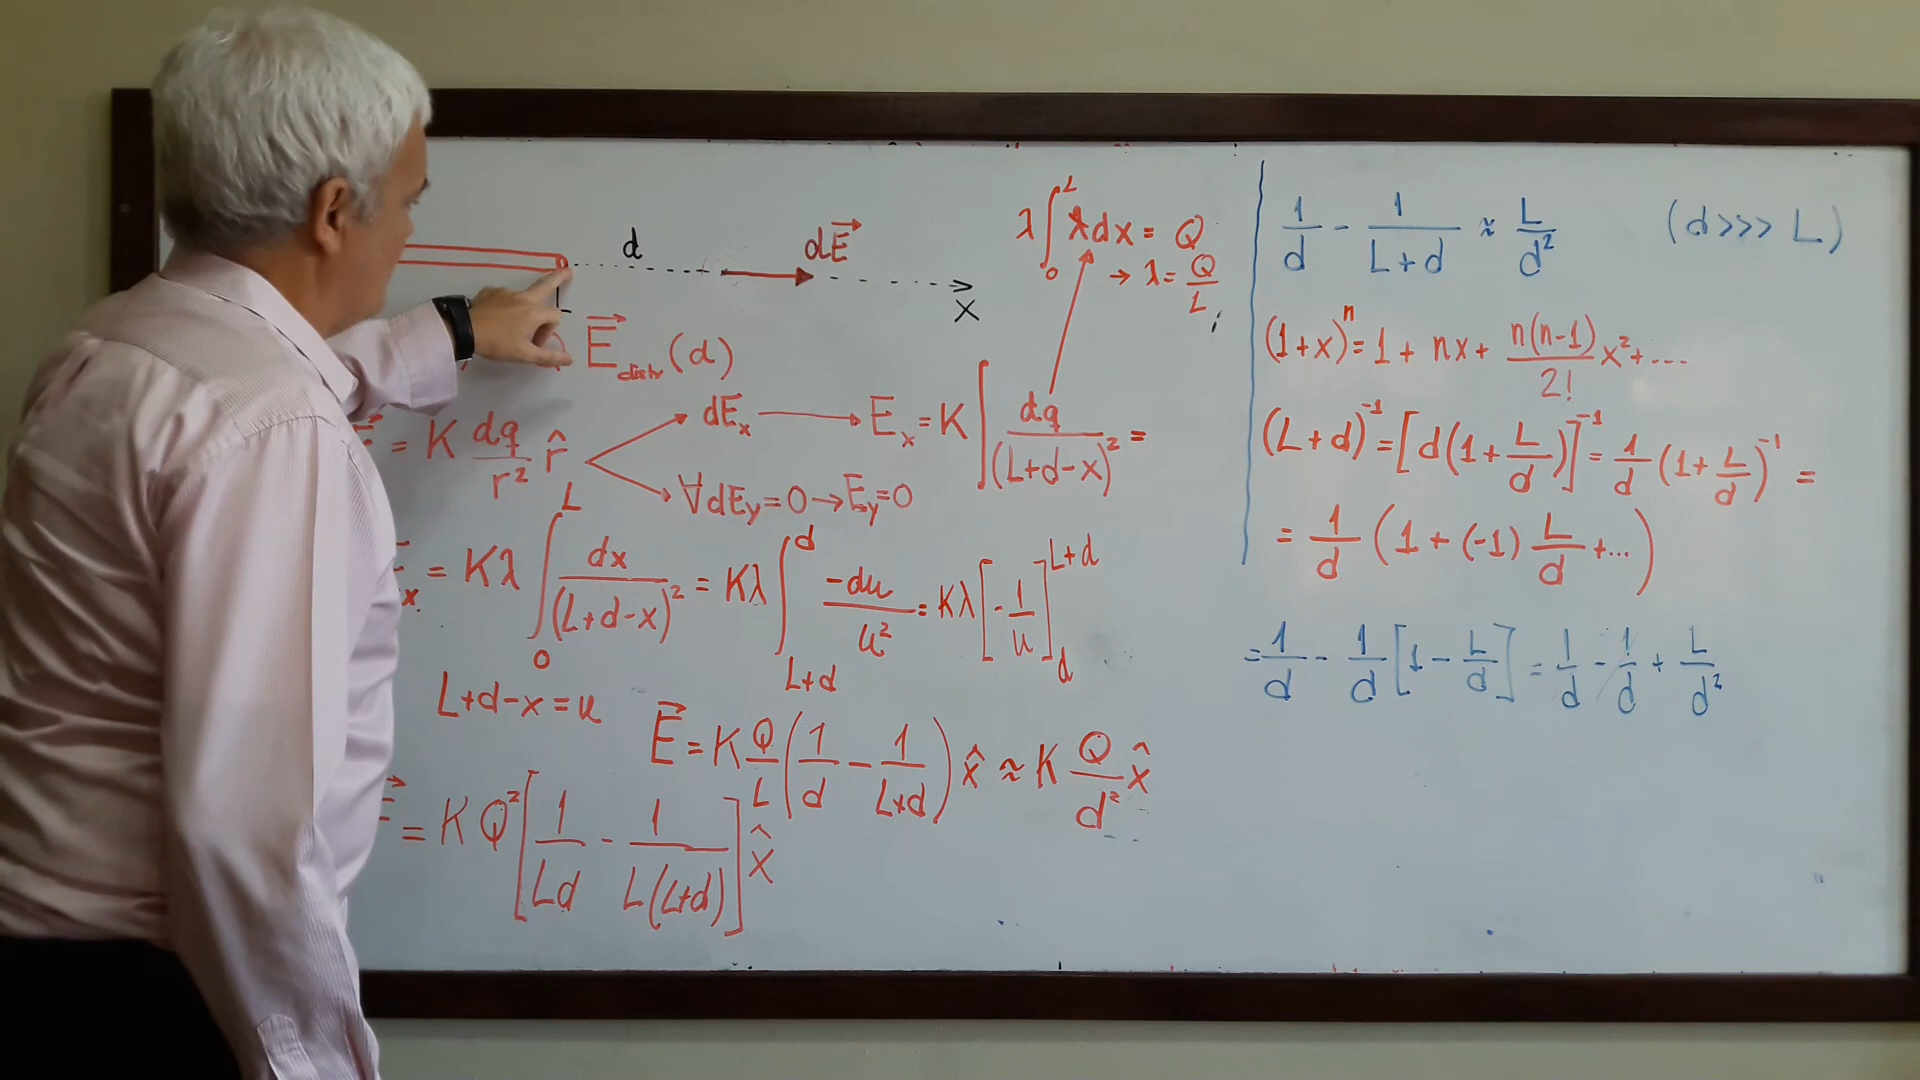 d
dE⃗
x
E⃗distr(d)
λ∫₀ᴸ dx = Q
→ λ = Q/L
= K dq/r² r̂
dEₓ → Eₓ = K∫ dq/(L+d-x)² =
∀dEy = 0 → Ey = 0
x = Kλ∫₀ᴸ dx/(L+d-x)² = Kλ∫_{L+d}^{d} -du/u² = Kλ[-1/u]_{d}^{L+d}
L+d-x = u
E⃗ = K Q/L (1/d - 1/(L+d)) x̂ ≈ K Q/d² x̂
= KQ²[1/Ld - 1/L(L+d)] x̂
1/d - 1/(L+d) ≈ L/d² (d>>>L)
(1+x)ⁿ = 1 + nx + n(n-1)/2! x² + ...
(L+d)⁻¹ = [d(1+L/d)]⁻¹ = 1/d (1+L/d)⁻¹ =
= 1/d (1 + (-1) L/d + ...)
= 1/d - 1/d [1 - L/d] = 1/d - 1/d + L/d²